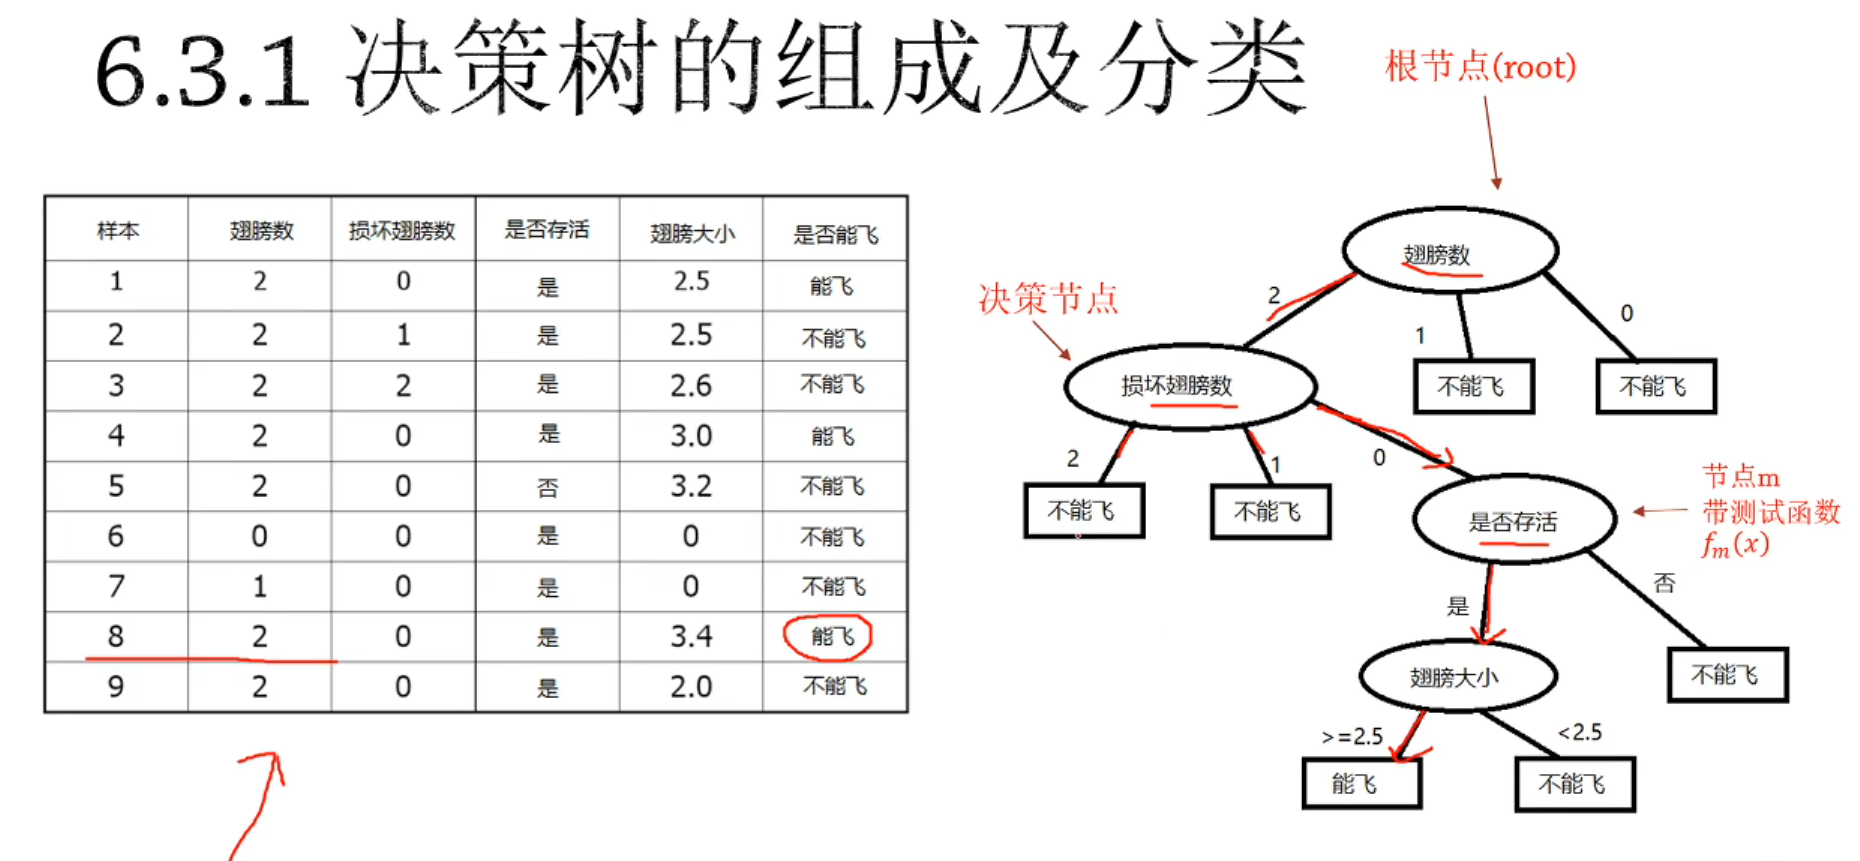 6.3.1 决策树的组成及分类
样本 翅膀数 损坏翅膀数 是否存活 翅膀大小 是否能飞
1 2 0 是 2.5 能飞
2 2 1 是 2.5 不能飞
3 2 2 是 2.6 不能飞
4 2 0 是 3.0 能飞
5 2 0 否 3.2 不能飞
6 0 0 是 0 不能飞
7 1 0 是 0 不能飞
8 2 0 是 3.4 能飞
9 2 0 是 2.0 不能飞
根节点(root)
翅膀数
决策节点
2
1
0
损坏翅膀数
不能飞
不能飞
2
1
0
不能飞
不能飞
是否存活
节点m
带测试函数
fₘ(x)
是
否
翅膀大小
不能飞
>=2.5
<2.5
能飞
不能飞